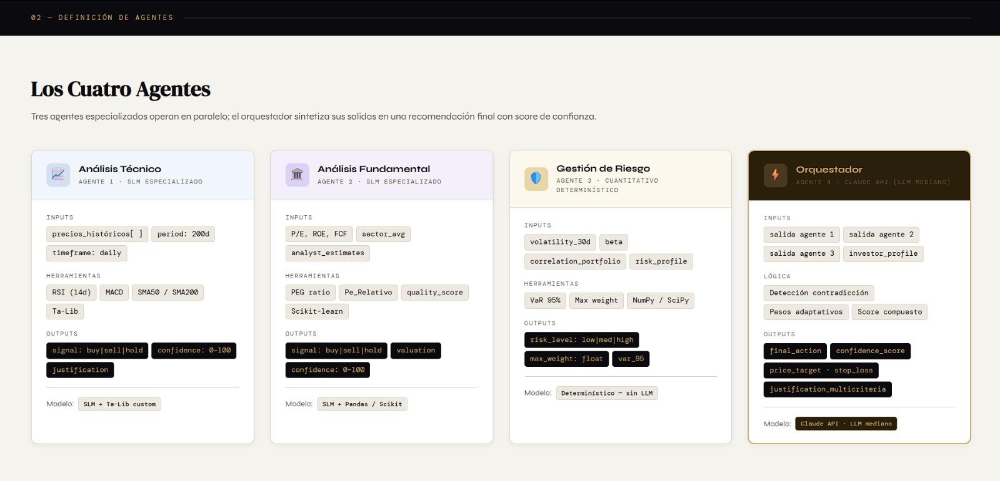 02 — DEFINICIÓN DE AGENTES
Los Cuatro Agentes
Tres agentes especializados operan en paralelo; el orquestador sintetiza sus salidas en una recomendación final con score de confianza.
Análisis Técnico
AGENTE 1 · SLM ESPECIALIZADO
INPUTS
precios_históricos[ ] period: 200d
timeframe: daily
HERRAMIENTAS
RSI (14d) MACD SMA50 / SMA200
Ta-Lib
OUTPUTS
signal: buy|sell|hold confidence: 0–100
justification
Modelo: SLM + Ta-Lib custom
Análisis Fundamental
AGENTE 2 · SLM ESPECIALIZADO
INPUTS
P/E, ROE, FCF sector_avg
analyst_estimates
HERRAMIENTAS
PEG ratio Pe_Relativo quality_score
Scikit-learn
OUTPUTS
signal: buy|sell|hold valuation
confidence: 0–100
Modelo: SLM + Pandas / Scikit
Gestión de Riesgo
AGENTE 3 · CUANTITATIVO
DETERMINÍSTICO
INPUTS
volatility_30d beta
correlation_portfolio risk_profile
HERRAMIENTAS
VaR 95% Max weight NumPy / SciPy
OUTPUTS
risk_level: low|med|high
max_weight: float var_95
Modelo: Determinístico — sin LLM
Orquestador
AGENTE 4 · CLAUDE API (LLM MEDIANO)
INPUTS
salida agente 1 salida agente 2
salida agente 3 investor_profile
LÓGICA
Detección contradicción
Pesos adaptativos Score compuesto
OUTPUTS
final_action confidence_score
price_target · stop_loss
justification_multicriteria
Modelo: Claude API · LLM mediano